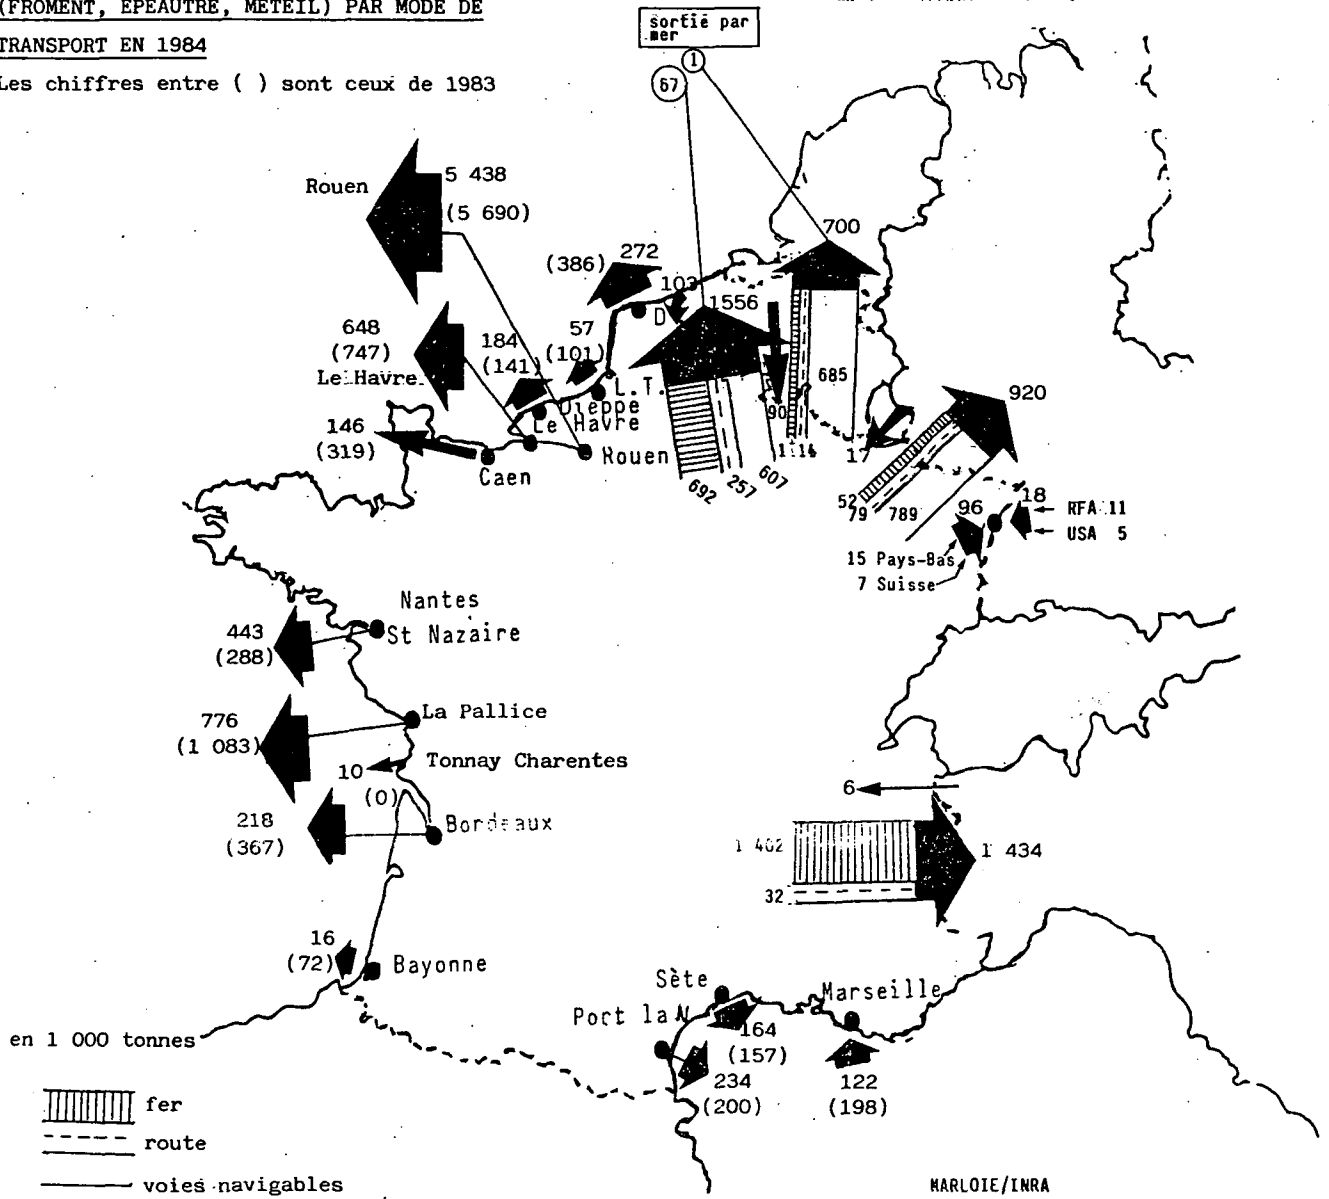 (FROMENT, EPEAUTRE, METEIL) PAR MODE DE
TRANSPORT EN 1984
Les chiffres entre ( ) sont ceux de 1983
sortie par
mer
1
67
Rouen
5 438
(5 690)
700
272
(386)
103
1556
D
648
(747)
Le Havre
184
(141)
57
(101)
L.T.
Dieppe
Le Havre
Rouen
Caen
146
(319)
685
90
17
692
257
607
920
52
79
789
96
18
RFA 11
USA 5
15 Pays-Bas
7 Suisse
Nantes
St Nazaire
443
(288)
La Pallice
776
(1 083)
Tonnay Charentes
10
(0)
Bordeaux
218
(367)
6
1 402
1 434
32
16
(72)
Bayonne
Sète
Marseille
Port la N
164
(157)
234
(200)
122
(198)
en 1 000 tonnes
fer
route
voies navigables
MARLOIE/INRA